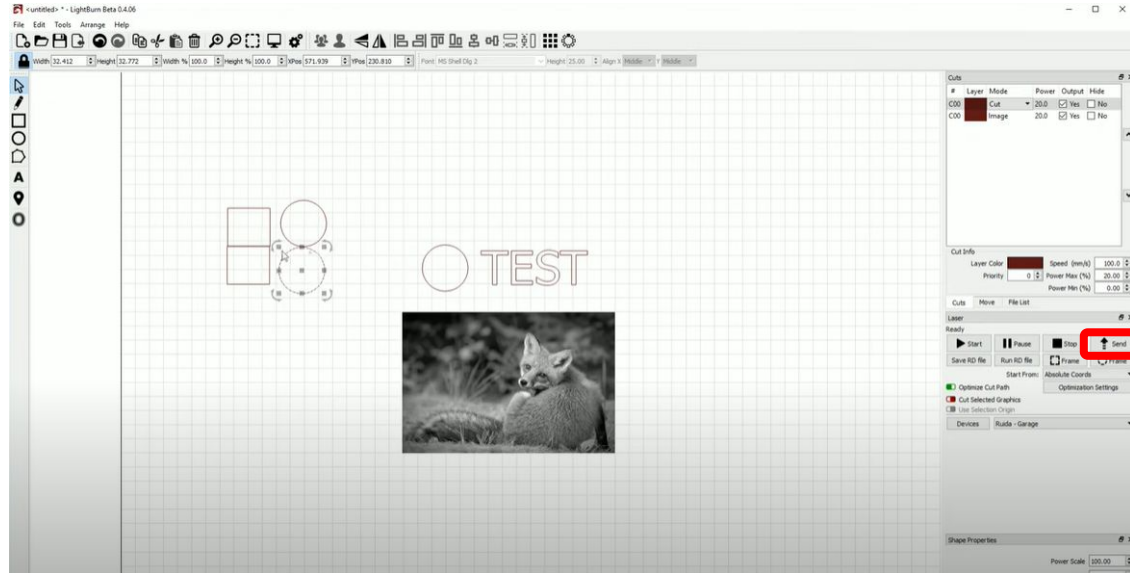 <untitled> * - LightBurn Beta 0.4.06
File Edit Tools Arrange Help
Width 32.412 Height 32.772 Width % 100.0 Height % 100.0 XPos 571.939 YPos 230.810 Font: MS Shell Dlg 2 Height 25.00 Align X Middle Y Middle
A
Cuts
# Layer Mode Power Output Hide
C00 Cut 20.0 Yes No
C00 Image 20.0 Yes No
TEST
Cut Info
Layer Color Speed (mm/s) 100.0
Priority 0 Power Max (%) 20.00
Power Min (%) 0.00
Cuts Move File List
Laser
Ready
Start Pause Stop Send
Save RD file Run RD file Frame Frame
Start From: Absolute Coords
Optimize Cut Path Optimization Settings
Cut Selected Graphics
Use Selection Origin
Devices Ruida - Garage
Shape Properties
Power Scale 100.00